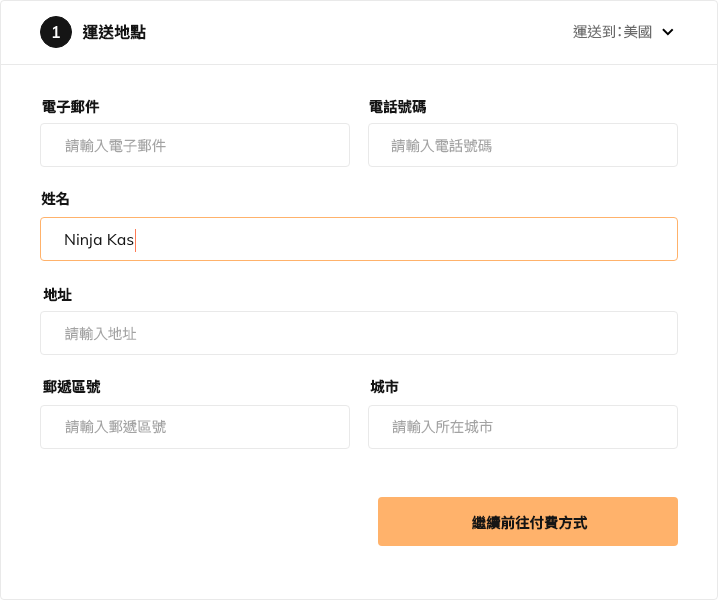 1 運送地點 運送到：美國
電子郵件 電話號碼
請輸入電子郵件 請輸入電話號碼
姓名
Ninja Kas
地址
請輸入地址
郵遞區號 城市
請輸入郵遞區號 請輸入所在城市
繼續前往付費方式